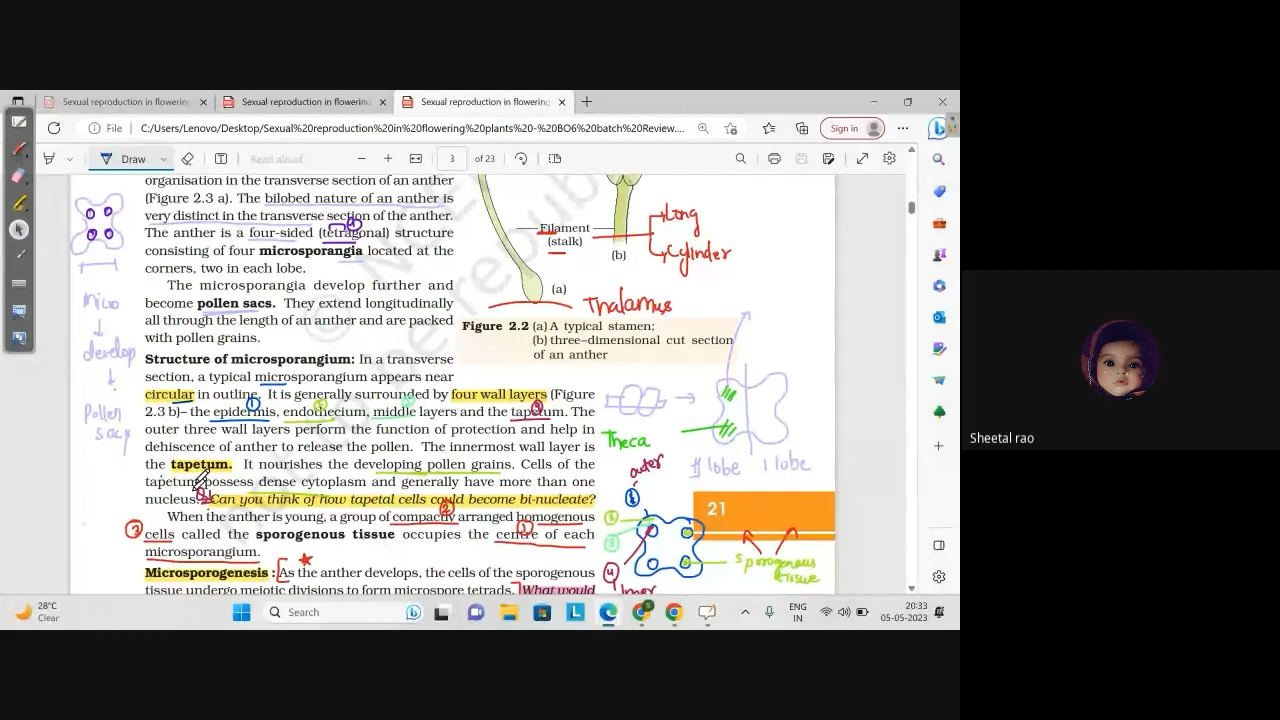 Sexual reproduction in flowering
Sexual reproduction in flowering
Sexual reproduction in flowering
File
C:/Users/Lenovo/Desktop/Sexual%20reproduction%20in%20flowering%20plants%20-%20BO6%20batch%20Review....
Sign in
Draw
Read aloud
3
of 23
organisation in the transverse section of an anther
(Figure 2.3 a). The bilobed nature of an anther is
very distinct in the transverse section of the anther.
The anther is a four-sided (tetragonal) structure
consisting of four microsporangia located at the
corners, two in each lobe.
The microsporangia develop further and
become pollen sacs. They extend longitudinally
all through the length of an anther and are packed
with pollen grains.
Micro
develop
Pollen
sacs
Filament
(stalk)
Long
Cylinder
(b)
(a)
Thalamus
Figure 2.2 (a) A typical stamen;
(b) three–dimensional cut section
of an anther
Structure of microsporangium: In a transverse
section, a typical microsporangium appears near
circular in outline. It is generally surrounded by four wall layers (Figure
2.3 b)– the epidermis, endothecium, middle layers and the tapetum. The
outer three wall layers perform the function of protection and help in
dehiscence of anther to release the pollen. The innermost wall layer is
the tapetum. It nourishes the developing pollen grains. Cells of the
tapetum possess dense cytoplasm and generally have more than one
nucleus. Can you think of how tapetal cells could become bi-nucleate?
When the anther is young, a group of compactly arranged homogenous
cells called the sporogenous tissue occupies the centre of each
microsporangium.
Microsporogenesis : As the anther develops, the cells of the sporogenous
tissue undergo meiotic divisions to form microspore tetrads. What would
Theca
lobe
1 lobe
outer
21
Sporogenous
tissue
4
Inner
Sheetal rao
28°C
Clear
Search
ENG
IN
20:33
05-05-2023